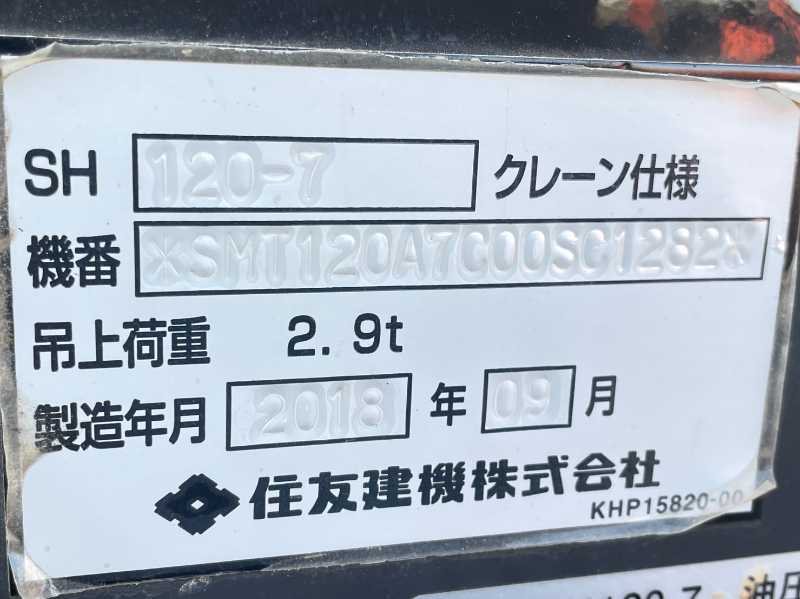 SH 120-7 クレーン仕様
機番 *SMT120A7C00SC1282*
吊上荷重 2.9t
製造年月 2018 年 09 月
住友建機株式会社
KHP15820-00